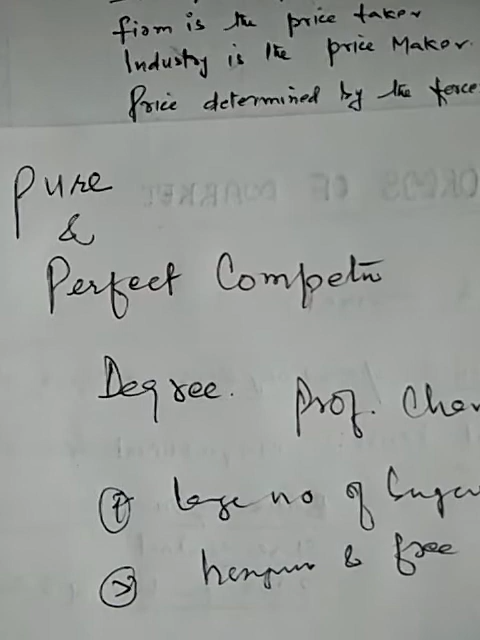 firm is the price taker
Industry is the price Maker.
Price determined by the force
Pure
&
Perfect Competn
Degree. Prof. Cha
① large no of
② & free